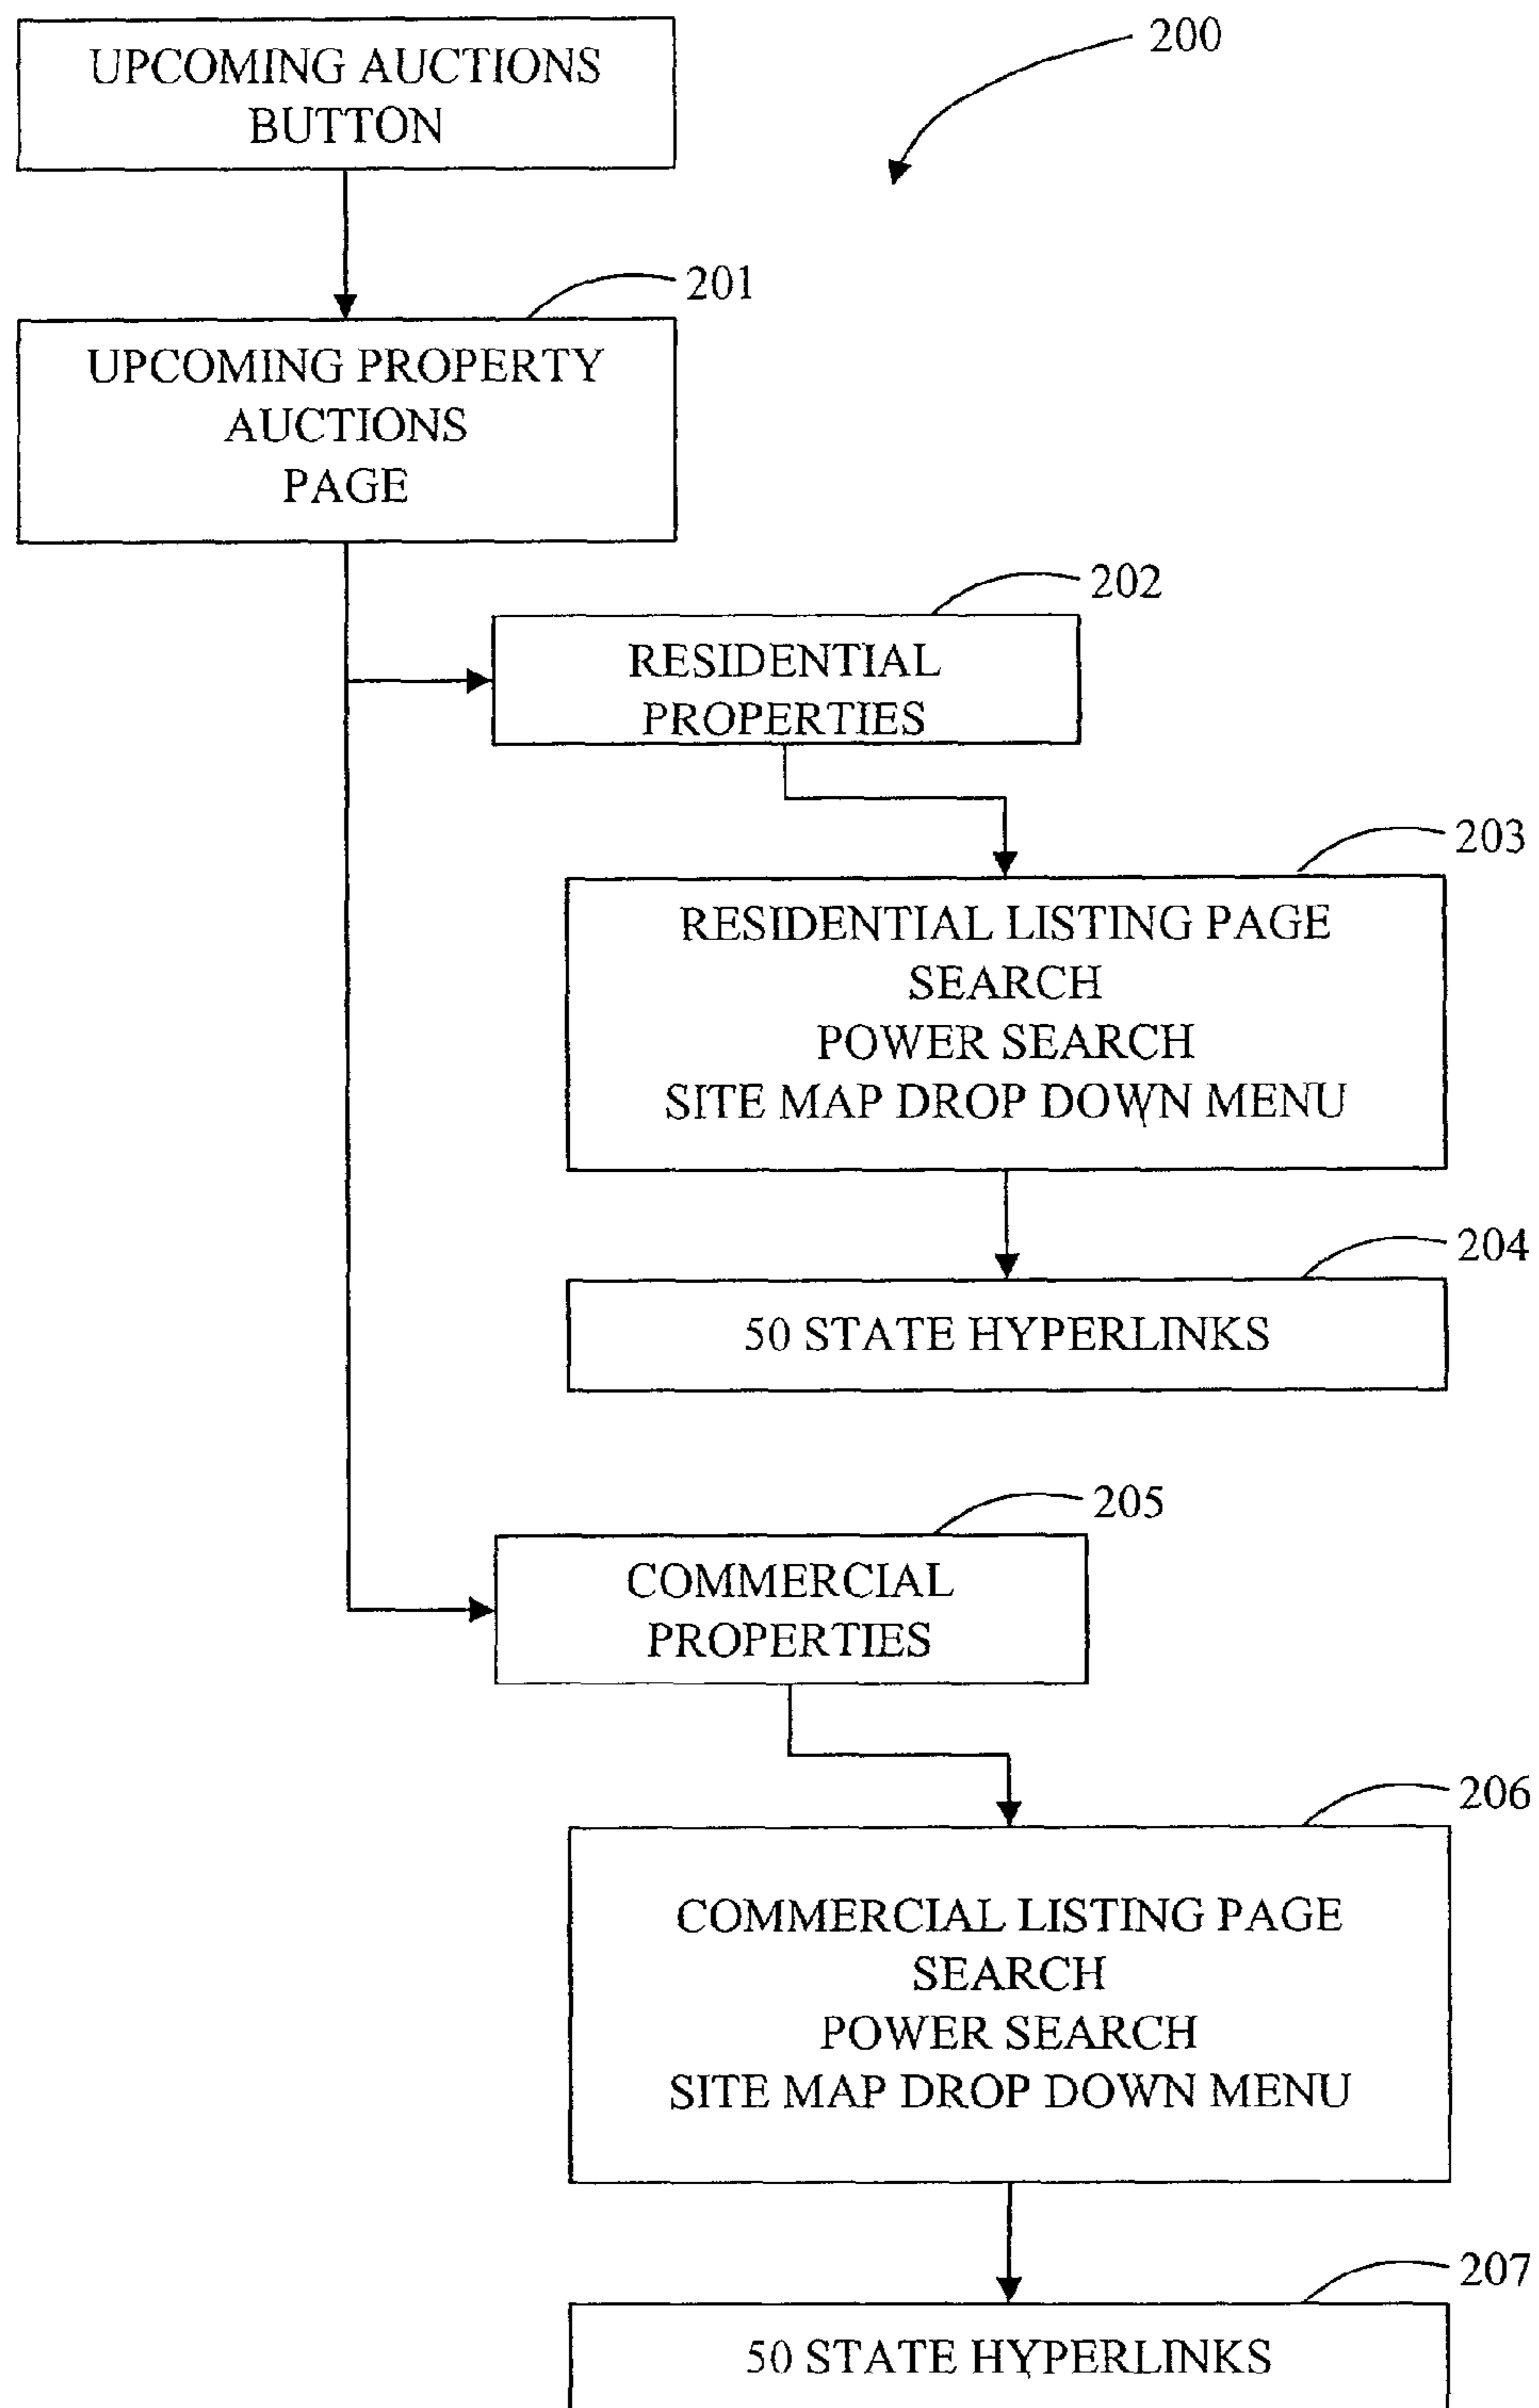 UPCOMING AUCTIONS
BUTTON
200
201
UPCOMING PROPERTY
AUCTIONS
PAGE
202
RESIDENTIAL
PROPERTIES
203
RESIDENTIAL LISTING PAGE
SEARCH
POWER SEARCH
SITE MAP DROP DOWN MENU
204
50 STATE HYPERLINKS
205
COMMERCIAL
PROPERTIES
206
COMMERCIAL LISTING PAGE
SEARCH
POWER SEARCH
SITE MAP DROP DOWN MENU
207
50 STATE HYPERLINKS